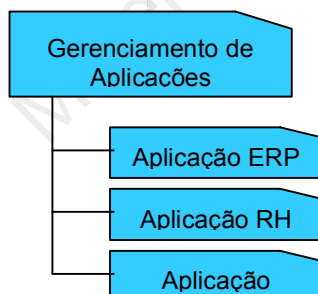 Gerenciamento de
Aplicações
Aplicação ERP
Aplicação RH
Aplicação